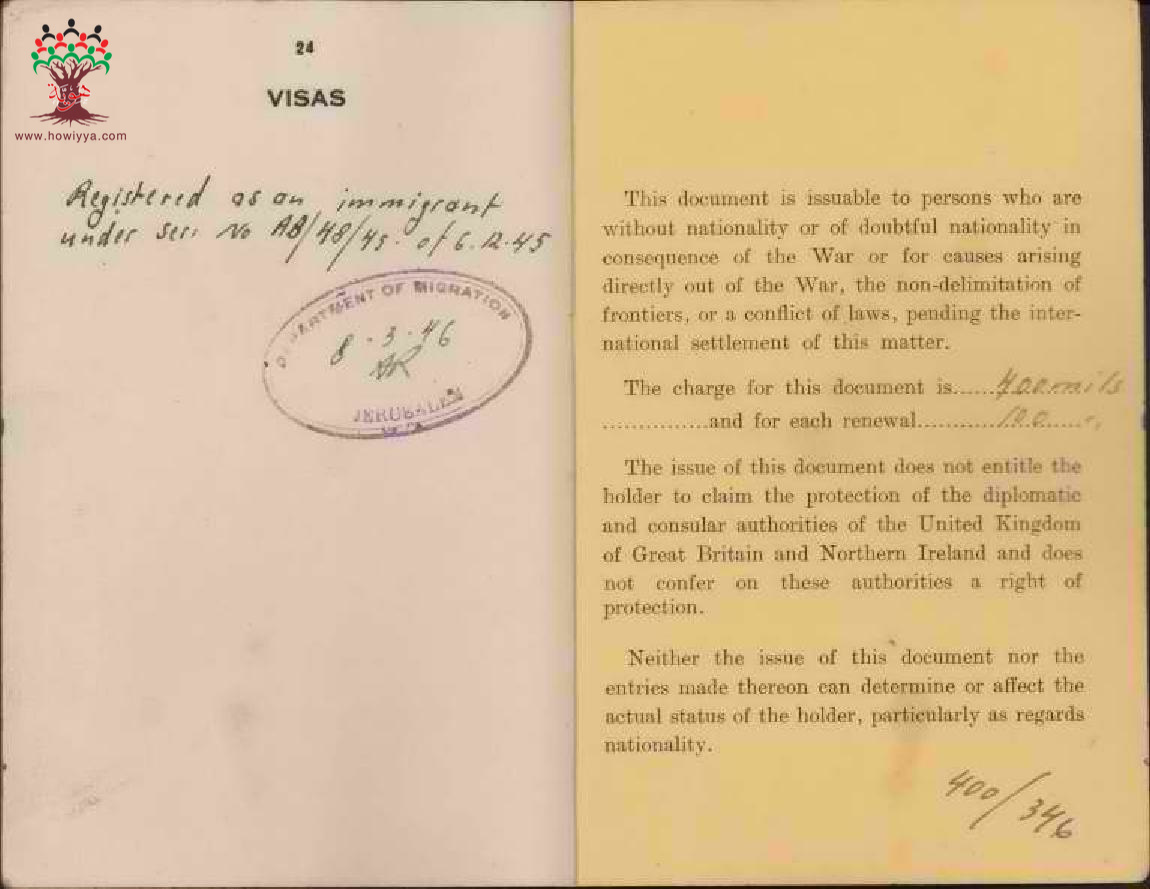 24
VISAS
هوية
www.howiyya.com
Registered as an immigrant
under ser: No AB/48/45. of 6.12.45
DEPARTMENT OF MIGRATION
8 · 3 · 46
JERUSALEM
This document is issuable to persons who are
without nationality or of doubtful nationality in
consequence of the War or for causes arising
directly out of the War, the non-delimitation of
frontiers, or a conflict of laws, pending the inter-
national settlement of this matter.
The charge for this document is......400 mils
...............and for each renewal...........100......
The issue of this document does not entitle the
holder to claim the protection of the diplomatic
and consular authorities of the United Kingdom
of Great Britain and Northern Ireland and does
not confer on these authorities a right of
protection.
Neither the issue of this document nor the
entries made thereon can determine or affect the
actual status of the holder, particularly as regards
nationality.
400/346